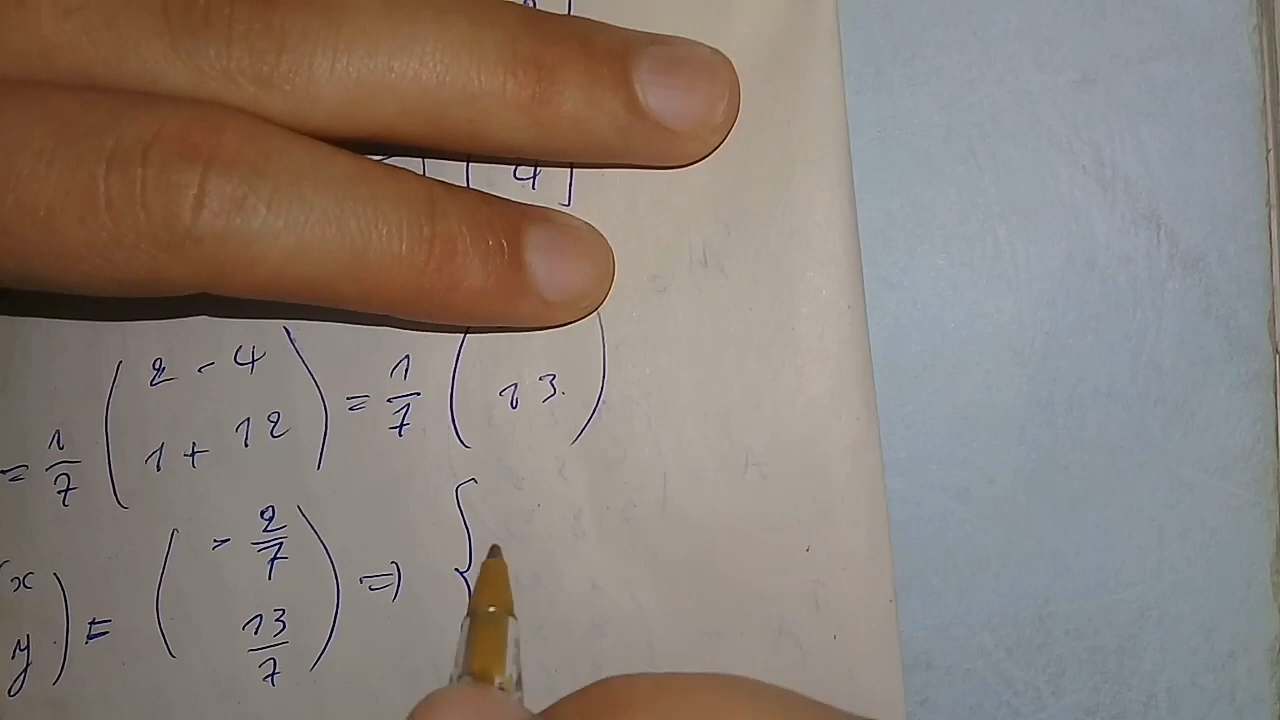 4 ]
= 1/7 ( 2 - 4
1 + 12 ) = 1/7 ( 13. )
( x
y ) = ( - 2/7
13/7 ) => {